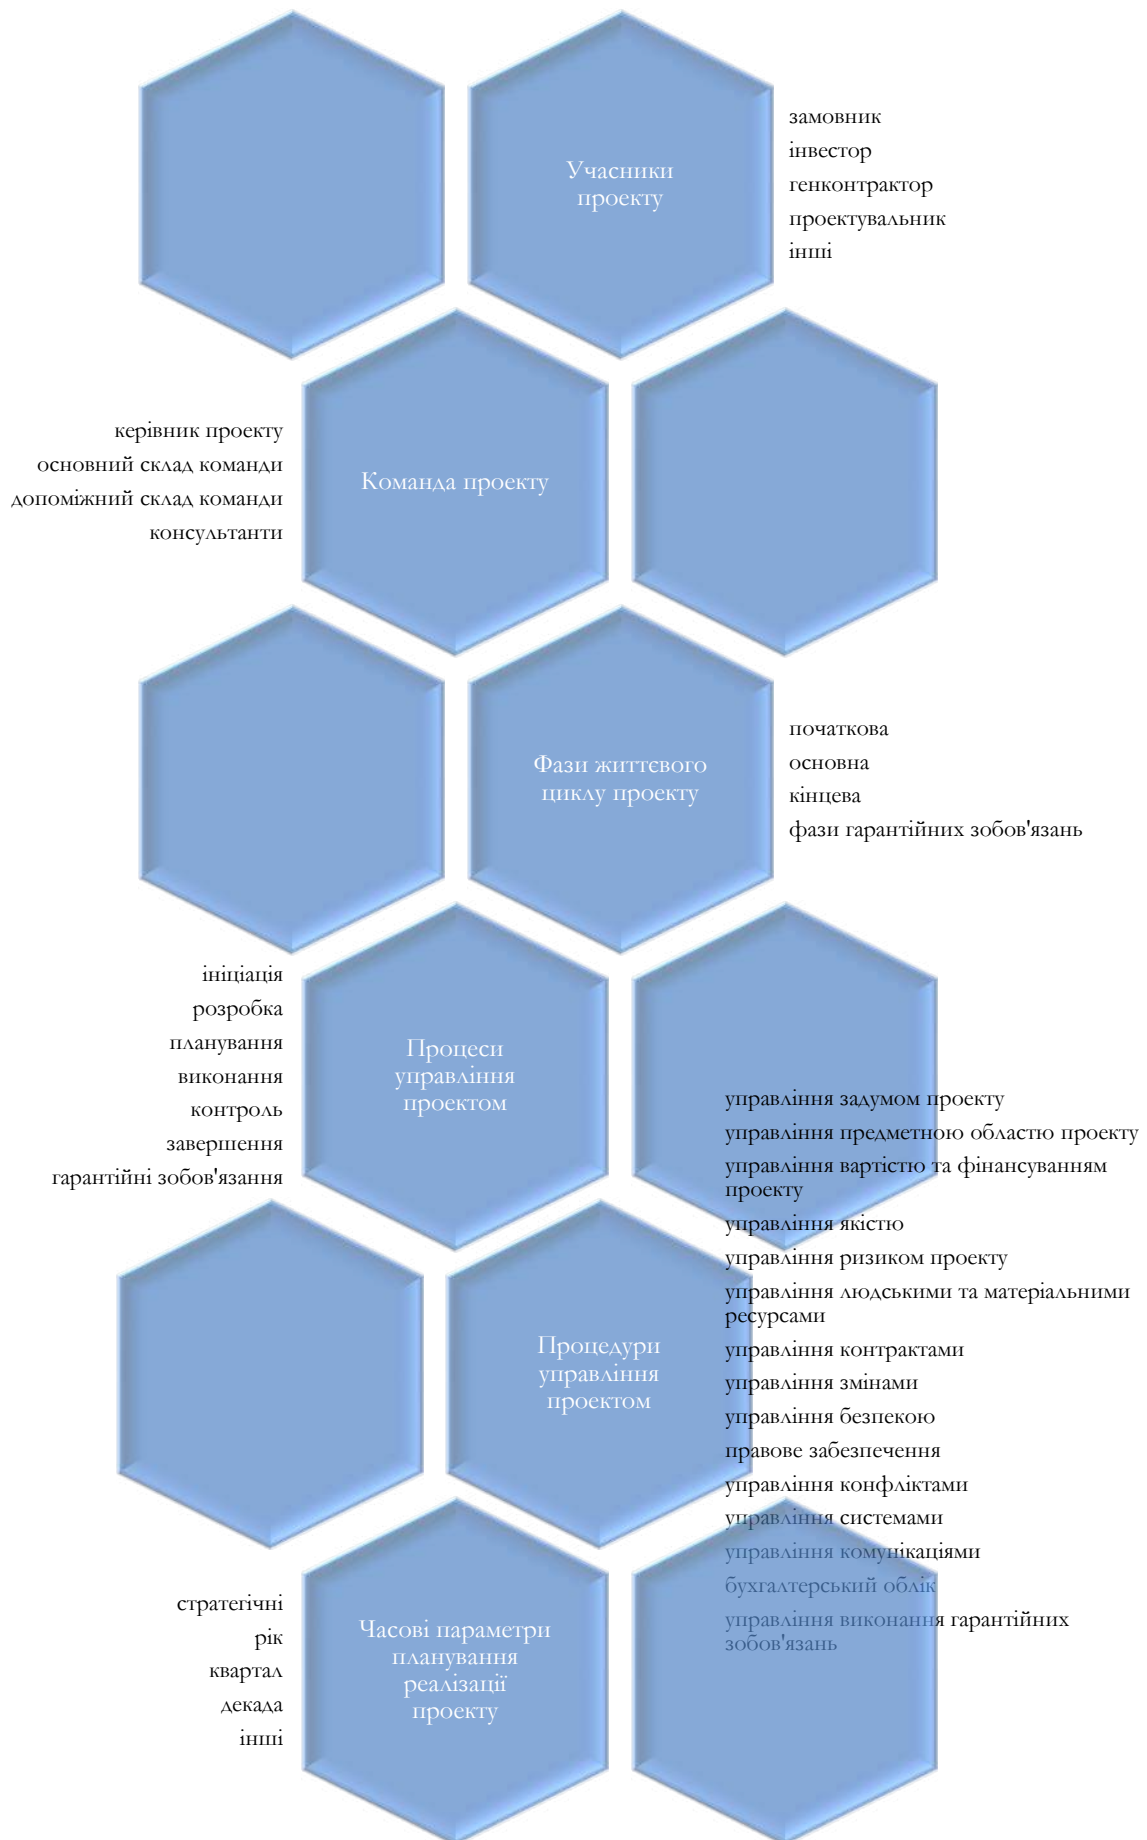 Учасники
проекту
замовник
інвестор
генконтрактор
проектувальник
інші
керівник проекту
основний склад команди
допоміжний склад команди
консультанти
Команда проекту
Фази життєвого
циклу проекту
початкова
основна
кінцева
фази гарантійних зобов'язань
ініціація
розробка
планування
виконання
контроль
завершення
гарантійні зобов'язання
Процеси
управління
проектом
Процедури
управління
проектом
управління задумом проекту
управління предметною областю проекту
управління вартістю та фінансуванням
проекту
управління якістю
управління ризиком проекту
управління людськими та матеріальними
ресурсами
управління контрактами
управління змінами
управління безпекою
правове забезпечення
управління конфліктами
управління системами
управління комунікаціями
бухгалтерський облік
управління виконання гарантійних
зобов'язань
стратегічні
рік
квартал
декада
інші
Часові параметри
планування
реалізації
проекту